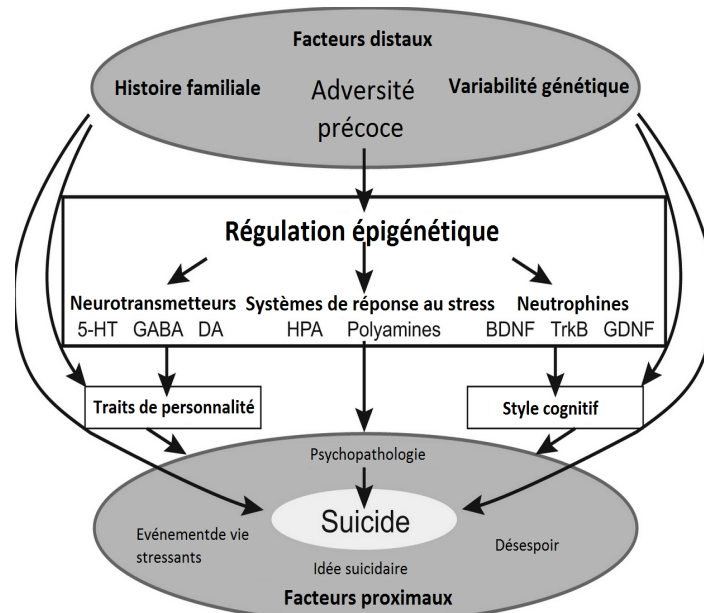 Facteurs distaux
Histoire familiale
Adversité
précoce
Variabilité génétique
Régulation épigénétique
Neurotransmetteurs
Systèmes de réponse au stress
Neutrophines
5-HT GABA DA
HPA Polyamines
BDNF TrkB GDNF
Traits de personnalité
Style cognitif
Psychopathologie
Suicide
Evénementde vie
stressants
Désespoir
Idée suicidaire
Facteurs proximaux